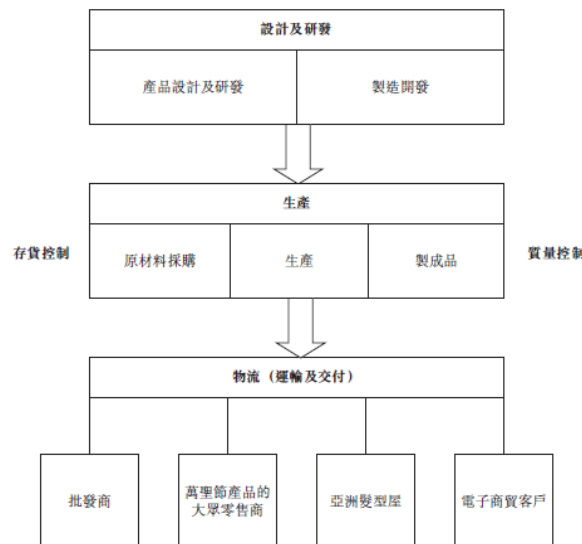 設計及研發
產品設計及研發
製造開發
生產
存貨控制
原材料採購
生產
製成品
質量控制
物流（運輸及交付）
批發商
萬聖節產品的
大眾零售商
亞洲髮型屋
電子商貿客戶